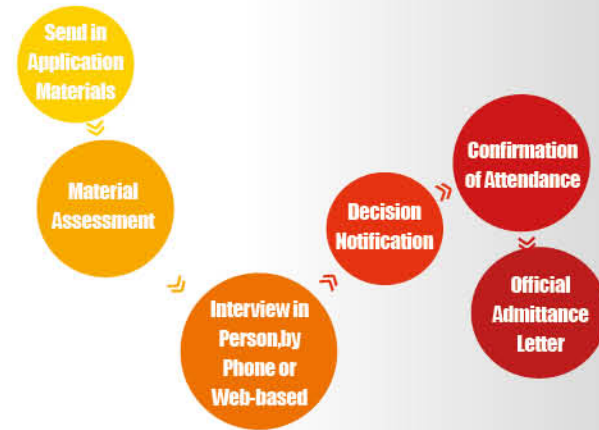 Send in
Application
Materials
Material
Assessment
Interview in
Person,by
Phone or
Web-based
Decision
Notification
Confirmation
of Attendance
Official
Admittance
Letter